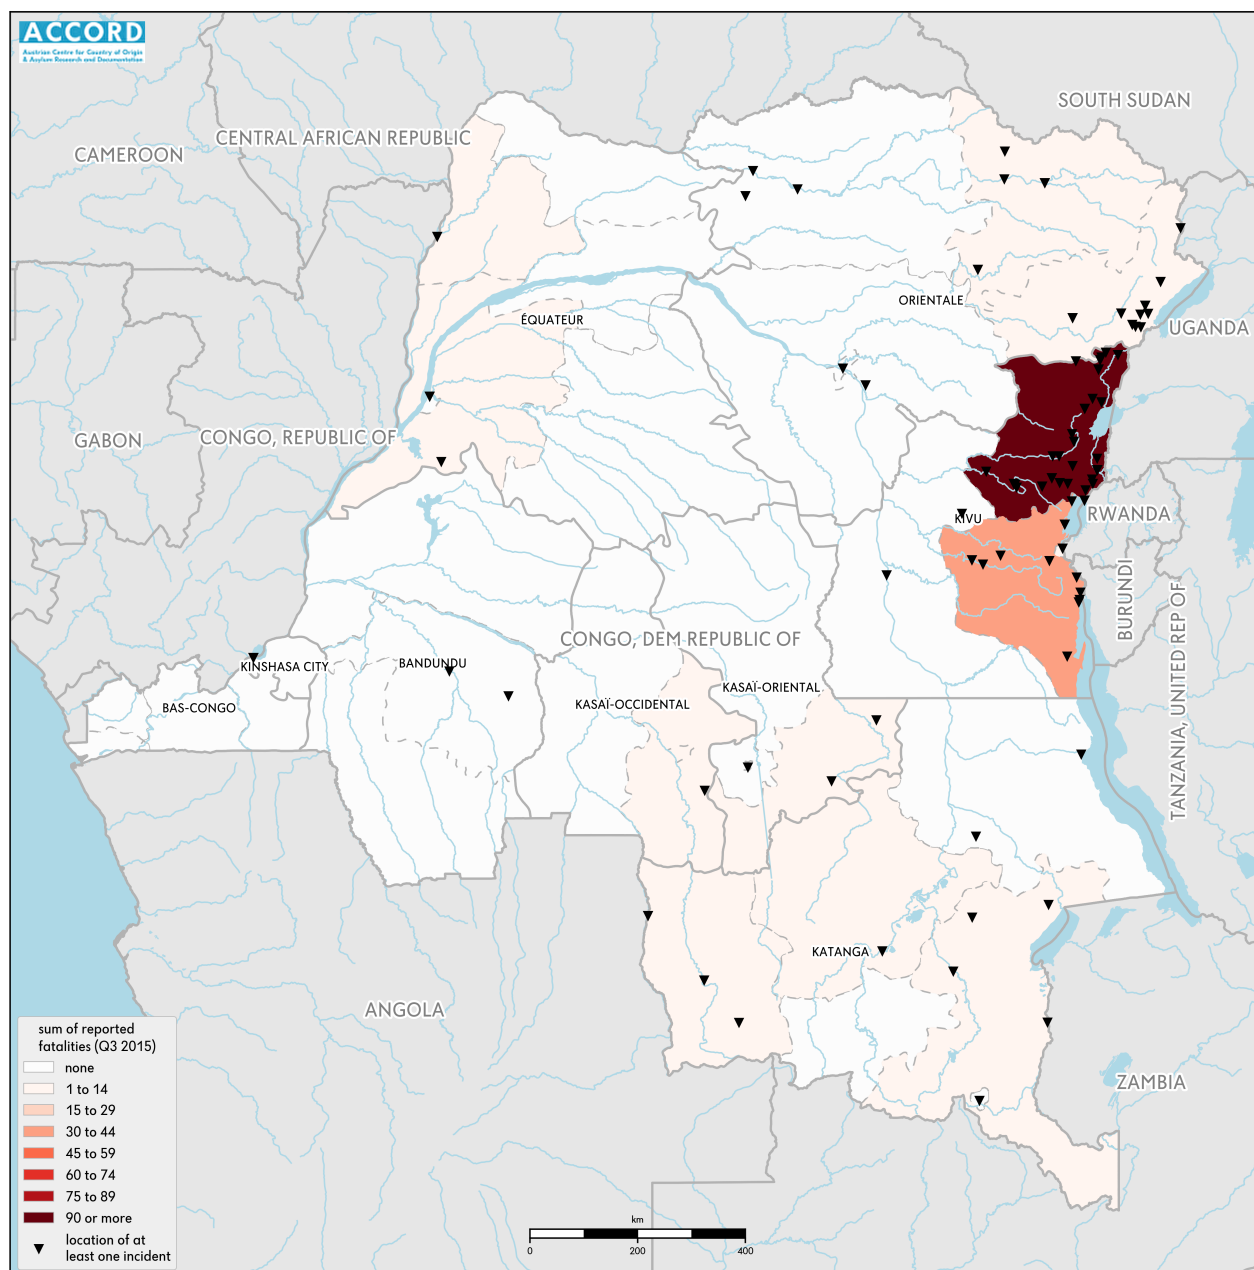 ACCORD
Austrian Centre for Country of Origin
& Asylum Research and Documentation
SOUTH SUDAN
CENTRAL AFRICAN REPUBLIC
CAMEROON
ORIENTALE
ÉQUATEUR
UGANDA
GABON
CONGO, REPUBLIC OF
KIVU
RWANDA
BURUNDI
TANZANIA, UNITED REP OF
CONGO, DEM REPUBLIC OF
KINSHASA CITY
BANDUNDU
KASAÏ-ORIENTAL
KASAÏ-OCCIDENTAL
BAS-CONGO
KATANGA
ANGOLA
ZAMBIA
sum of reported
fatalities (Q3 2015)
none
1 to 14
15 to 29
30 to 44
45 to 59
60 to 74
75 to 89
90 or more
location of at
least one incident
km
0
200
400